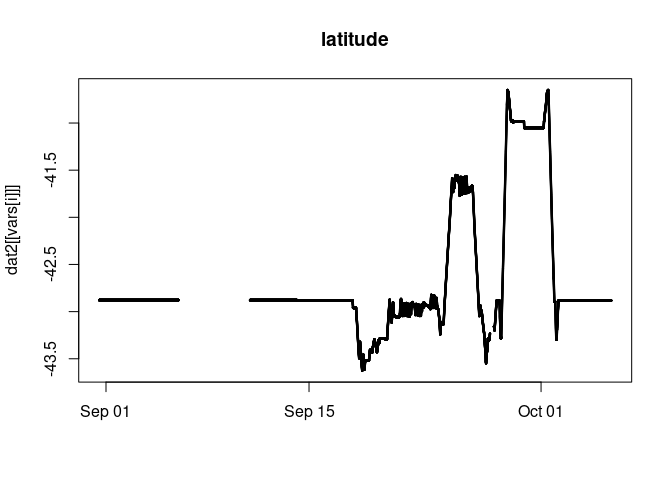 latitude
dat2[[vars[i]]]
-41.5
-42.5
-43.5
Sep 01
Sep 15
Oct 01